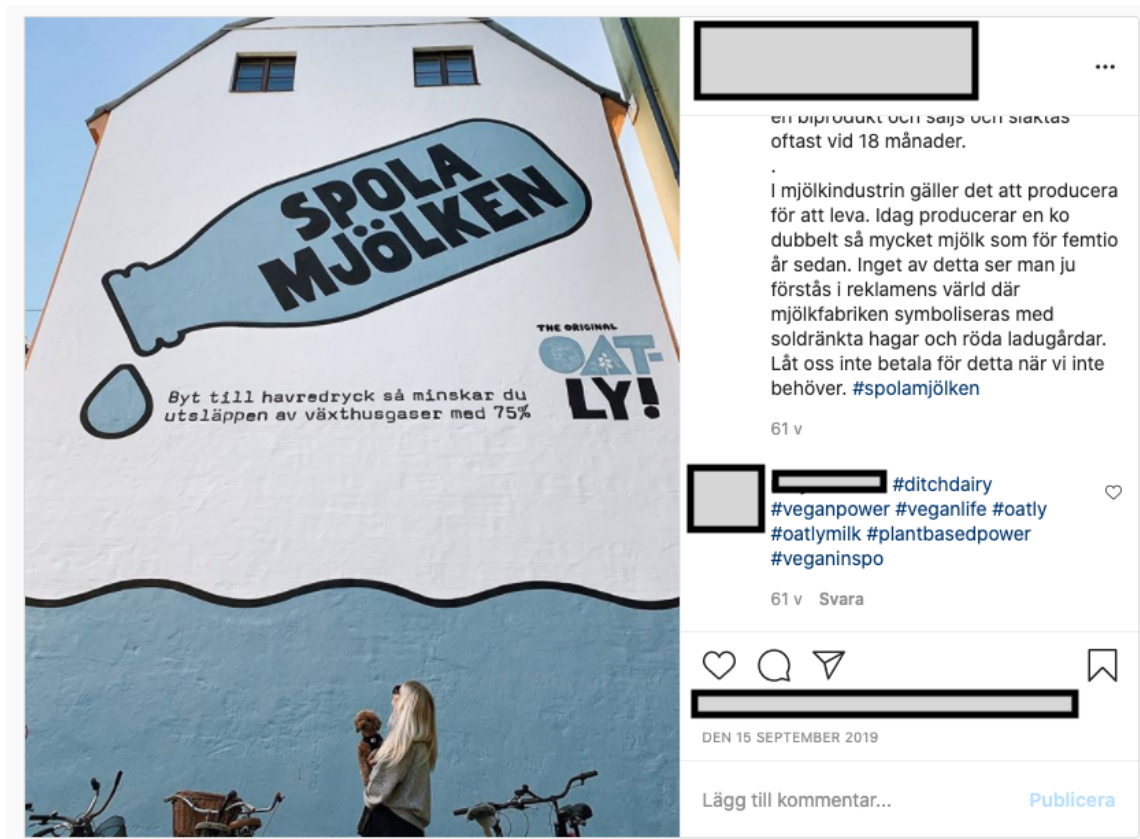 SPOLA
MJÖLKEN
THE ORIGINAL
OAT-
LY!
Byt till havredryck så minskar du
utsläppen av växthusgaser med 75%
en biprodukt och säljs och slaktas
oftast vid 18 månader.
.
I mjölkindustrin gäller det att producera
för att leva. Idag producerar en ko
dubbelt så mycket mjölk som för femtio
år sedan. Inget av detta ser man ju
förstås i reklamens värld där
mjölkfabriken symboliseras med
soldränkta hagar och röda ladugårdar.
Låt oss inte betala för detta när vi inte
behöver. #spolamjölken
61 v
#ditchdairy
#veganpower #veganlife #oatly
#oatlymilk #plantbasedpower
#veganinspo
61 v Svara
DEN 15 SEPTEMBER 2019
Lägg till kommentar... Publicera